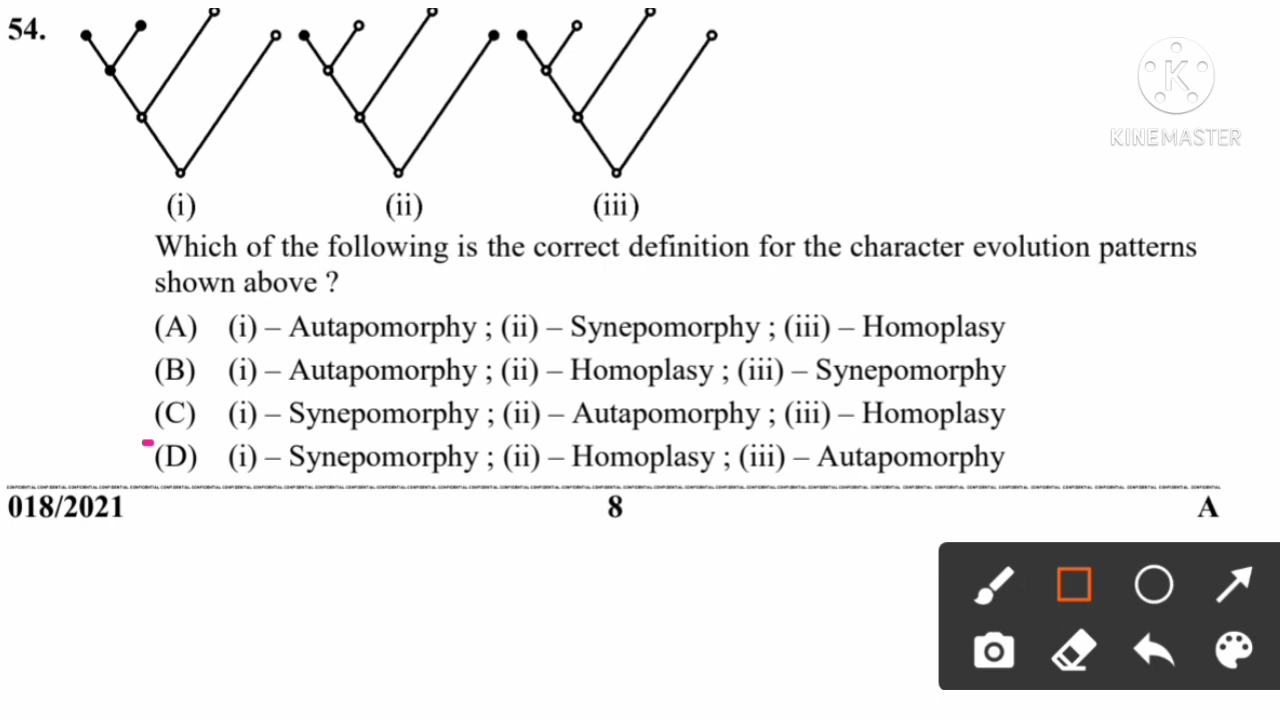 54.
K
KINEMASTER
(i) (ii) (iii)
Which of the following is the correct definition for the character evolution patterns
shown above ?
(A) (i) – Autapomorphy ; (ii) – Synepomorphy ; (iii) – Homoplasy
(B) (i) – Autapomorphy ; (ii) – Homoplasy ; (iii) – Synepomorphy
(C) (i) – Synepomorphy ; (ii) – Autapomorphy ; (iii) – Homoplasy
(D) (i) – Synepomorphy ; (ii) – Homoplasy ; (iii) – Autapomorphy
018/2021 8 A